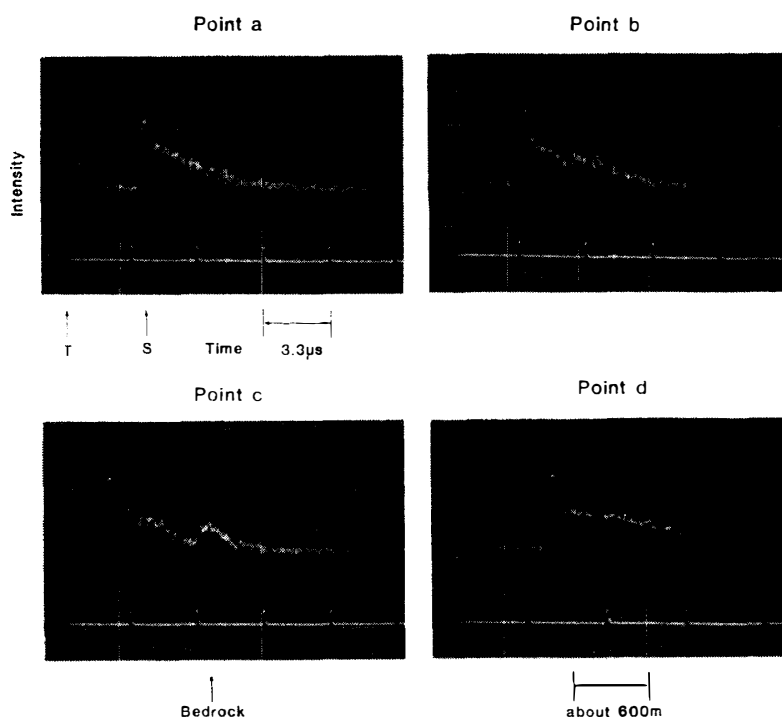 Point a
Point b
Intensity
T
S
Time
3.3μs
Point c
Point d
Bedrock
about 600m